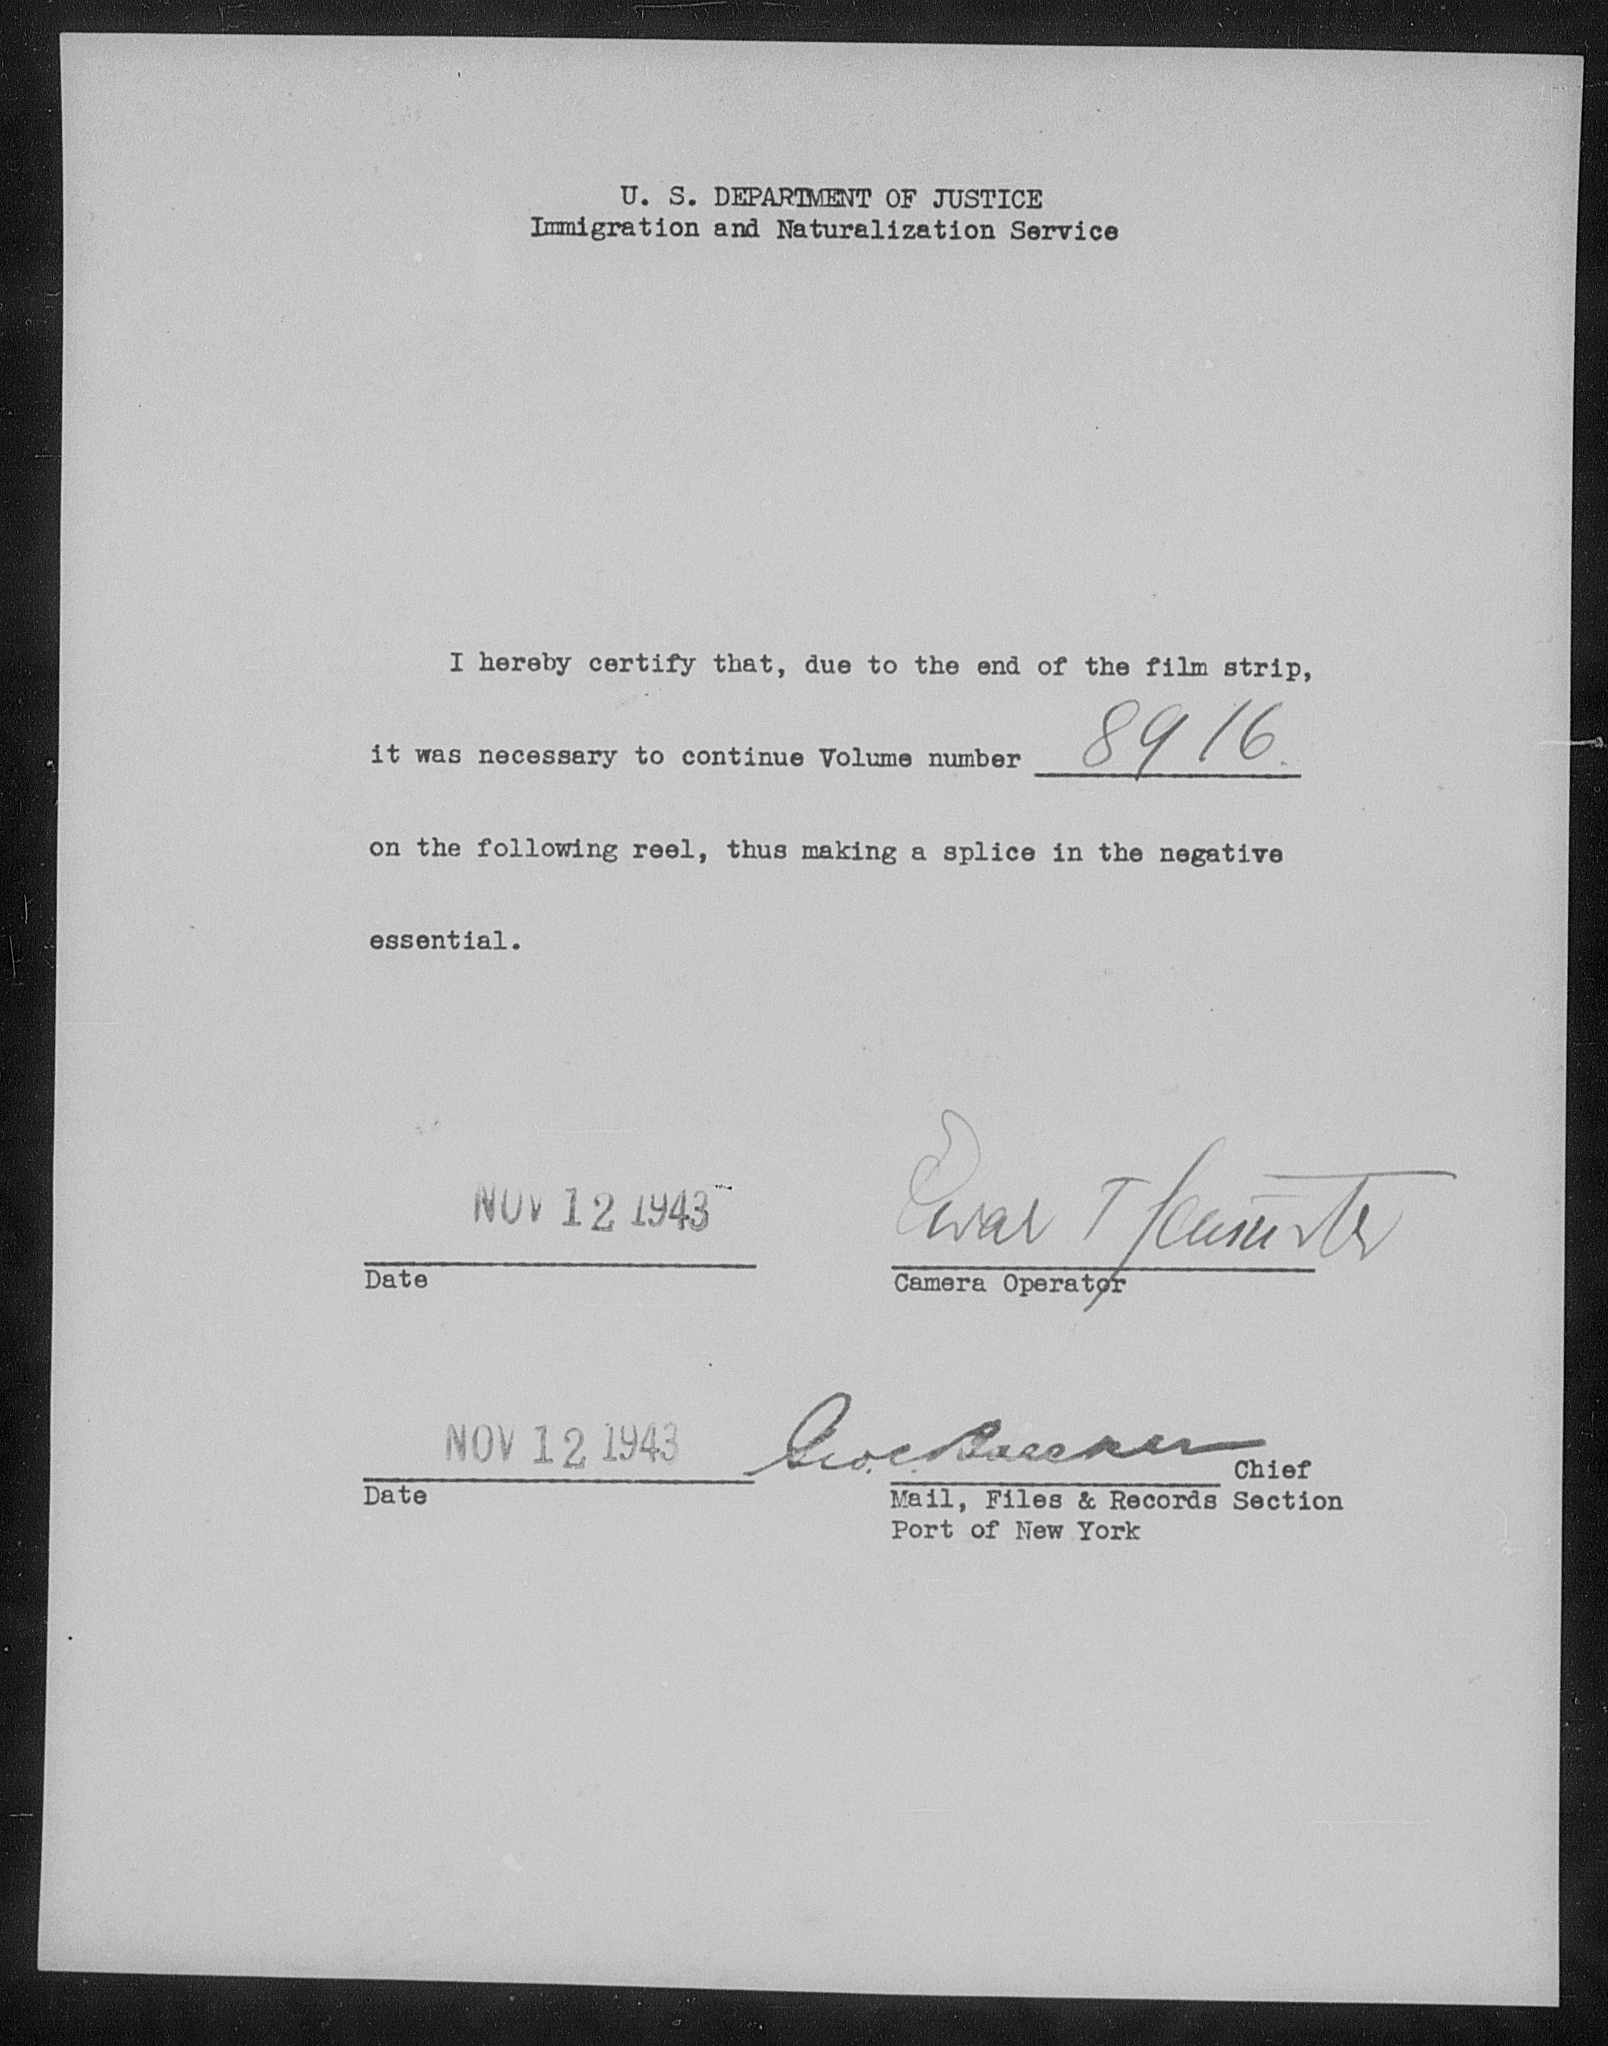 U. S. DEPARTMENT OF JUSTICE
Immigration and Naturalization Service
I hereby certify that, due to the end of the film strip,
it was necessary to continue Volume number 8916.
on the following reel, thus making a splice in the negative
essential.
NOV 12 1943
Date
Camera Operator
NOV 12 1943 Geo. C.
Chief
Date
Mail, Files & Records Section
Port of New York